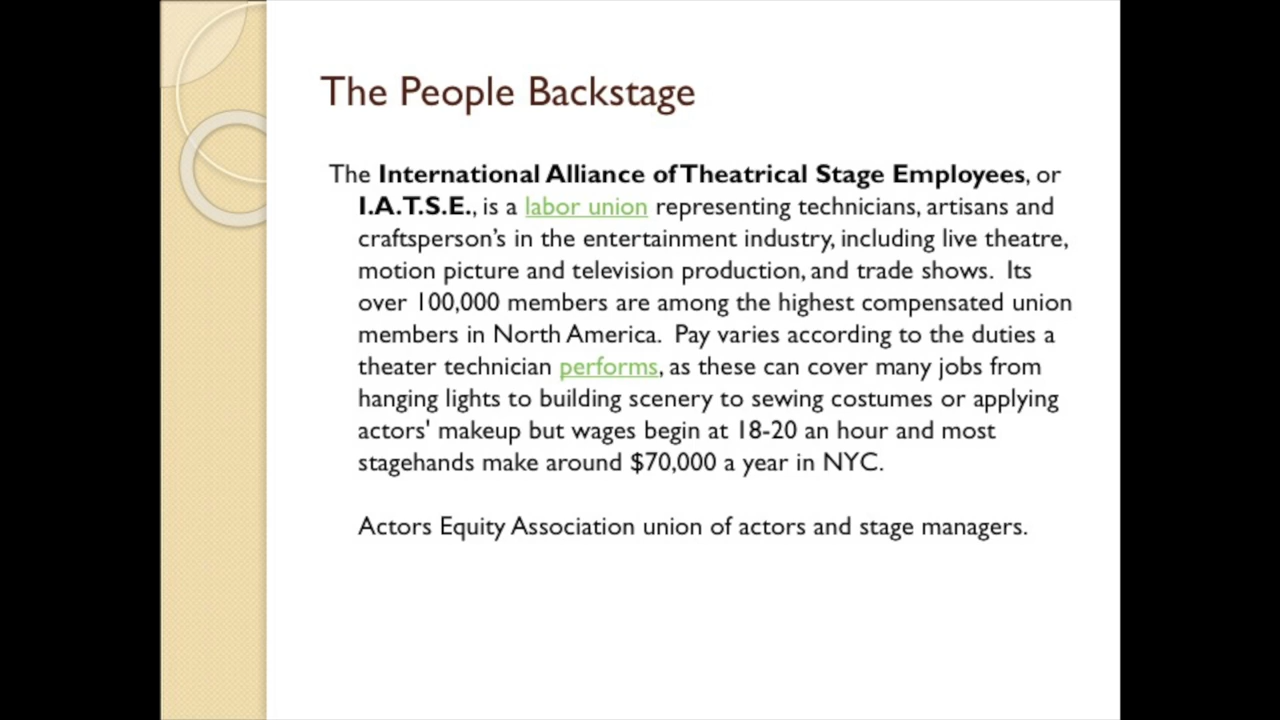 The People Backstage
The International Alliance of Theatrical Stage Employees, or
I.A.T.S.E., is a labor union representing technicians, artisans and
craftsperson’s in the entertainment industry, including live theatre,
motion picture and television production, and trade shows.  Its
over 100,000 members are among the highest compensated union
members in North America.  Pay varies according to the duties a
theater technician performs, as these can cover many jobs from
hanging lights to building scenery to sewing costumes or applying
actors' makeup but wages begin at 18-20 an hour and most
stagehands make around $70,000 a year in NYC.
Actors Equity Association union of actors and stage managers.